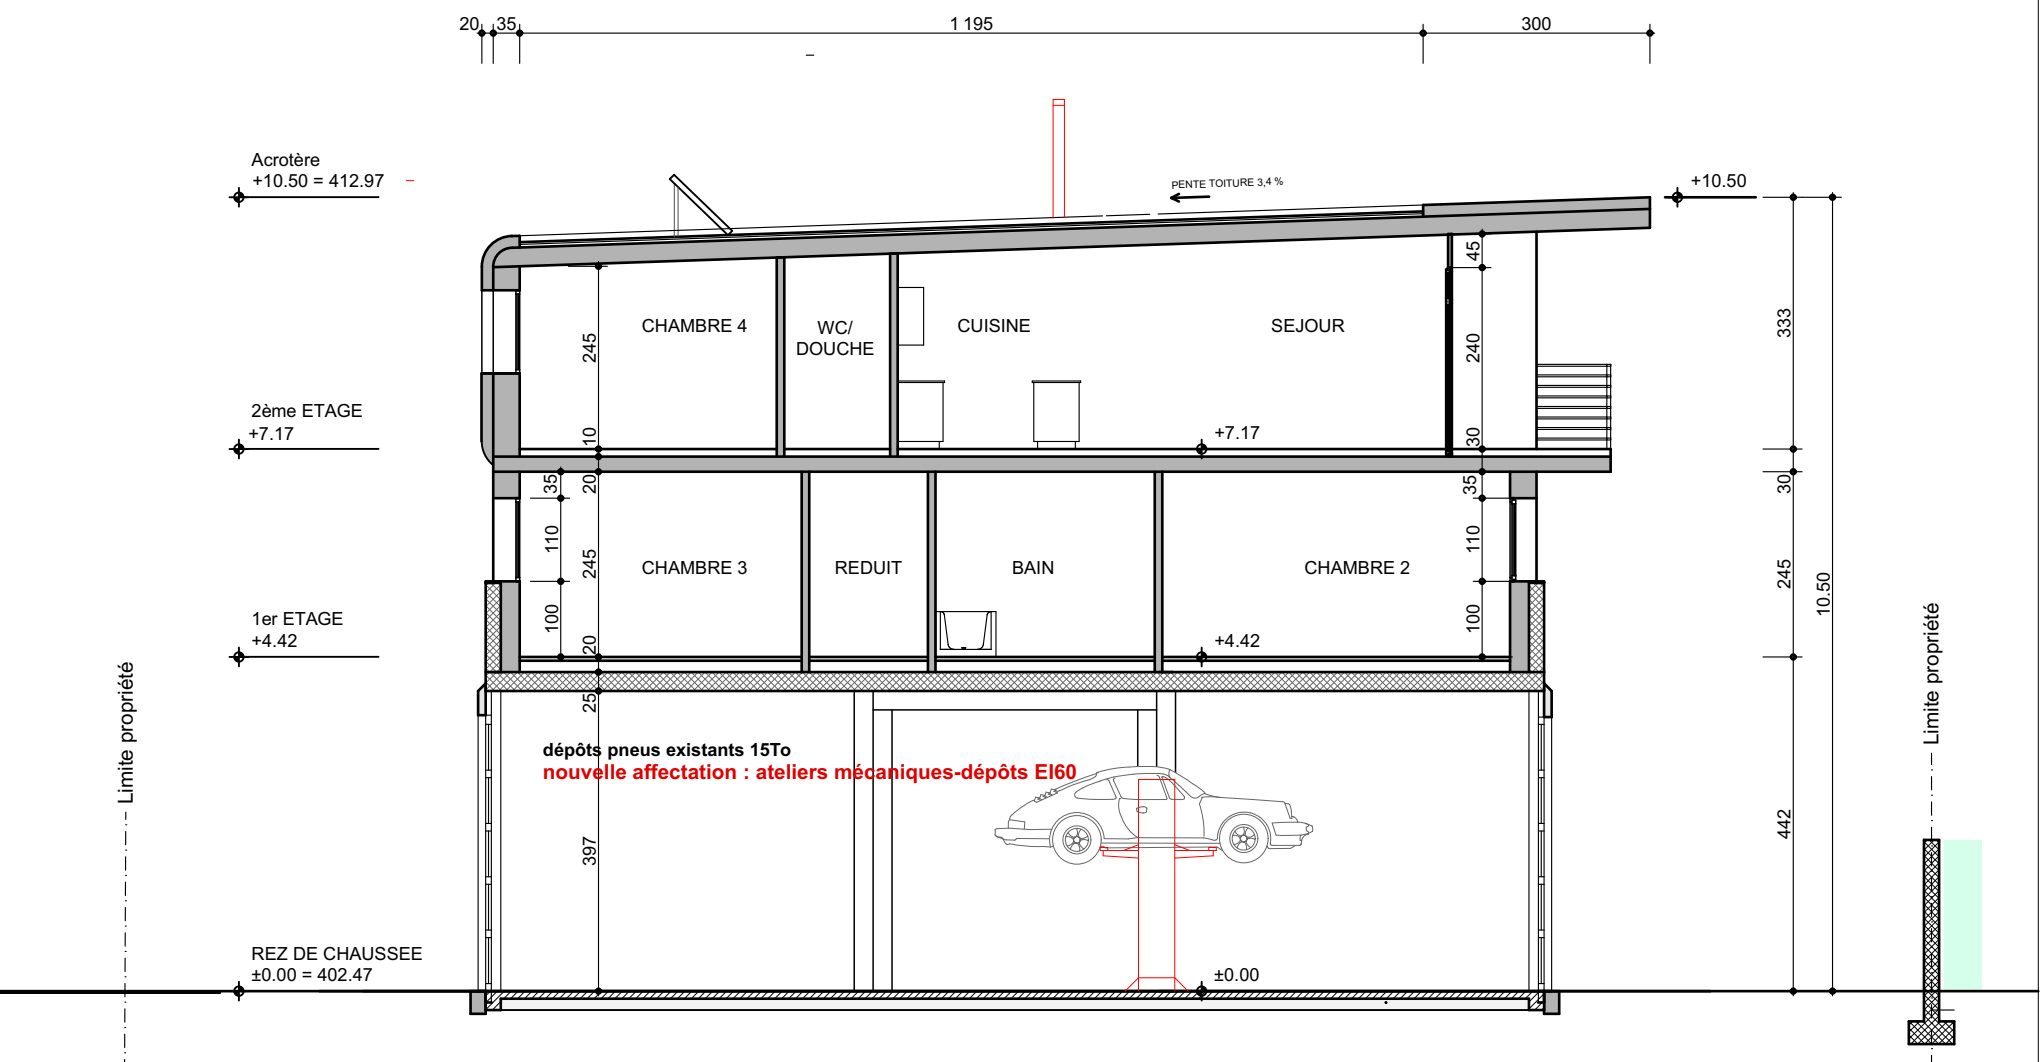 20 35 1 195 300
Acrotère
+10.50 = 412.97
PENTE TOITURE 3,4 %
+10.50
45
CHAMBRE 4
WC/
DOUCHE
CUISINE
SEJOUR
245
240
333
2ème ETAGE
+7.17
10
+7.17
30
35
20
35
30
110
245
CHAMBRE 3
REDUIT
BAIN
CHAMBRE 2
110
245
10.50
1er ETAGE
+4.42
100
20
+4.42
100
Limite propriété
Limite propriété
25
dépôts pneus existants 15To
nouvelle affectation : ateliers mécaniques-dépôts EI60
397
442
REZ DE CHAUSSEE
±0.00 = 402.47
±0.00